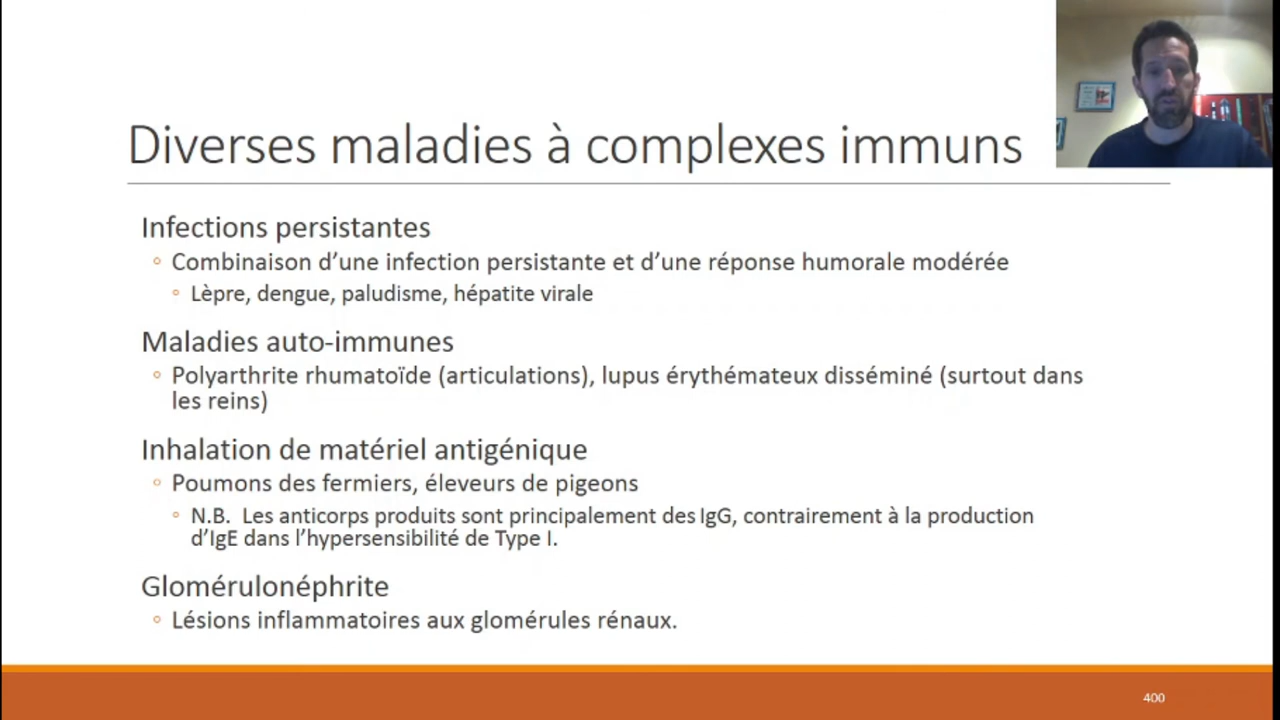 Diverses maladies à complexes immuns
Infections persistantes
◦ Combinaison d’une infection persistante et d’une réponse humorale modérée
◦ Lèpre, dengue, paludisme, hépatite virale
Maladies auto-immunes
◦ Polyarthrite rhumatoïde (articulations), lupus érythémateux disséminé (surtout dans
les reins)
Inhalation de matériel antigénique
◦ Poumons des fermiers, éleveurs de pigeons
◦ N.B. Les anticorps produits sont principalement des IgG, contrairement à la production
d’IgE dans l’hypersensibilité de Type I.
Glomérulonéphrite
◦ Lésions inflammatoires aux glomérules rénaux.
400